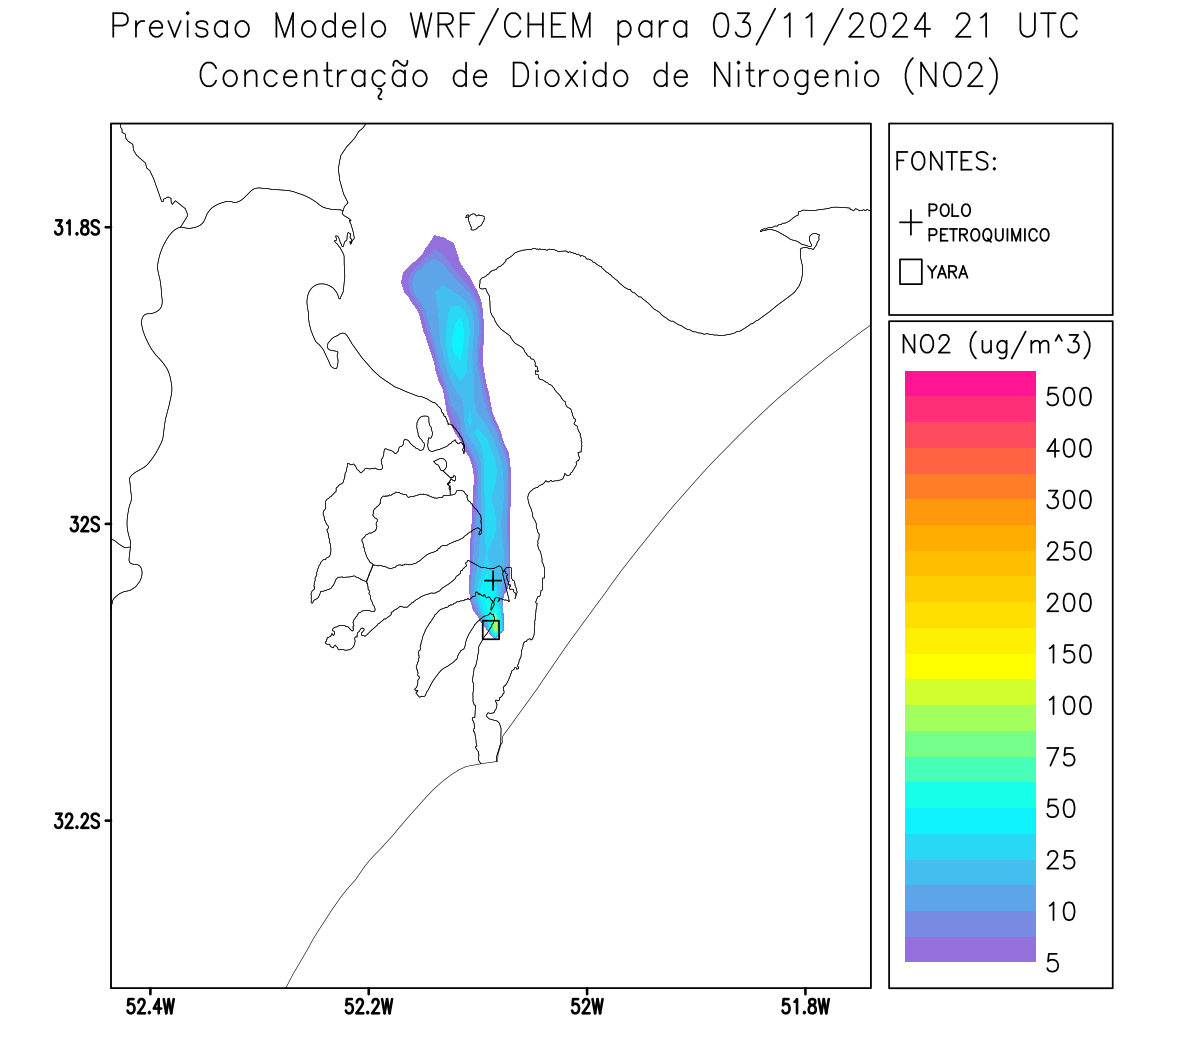 Previsao Modelo WRF/CHEM para 03/11/2024 21 UTC
Concentração de Dioxido de Nitrogenio (NO2)
FONTES:
POLO
PETROQUIMICO
YARA
NO2 (ug/m^3)
500
400
300
250
200
150
100
75
50
25
10
5
31.8S
32S
32.2S
52.4W
52.2W
52W
51.8W